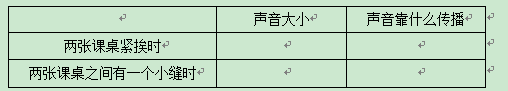 声音大小 声音靠什么传播
两张课桌紧挨时
两张课桌之间有一个小缝时